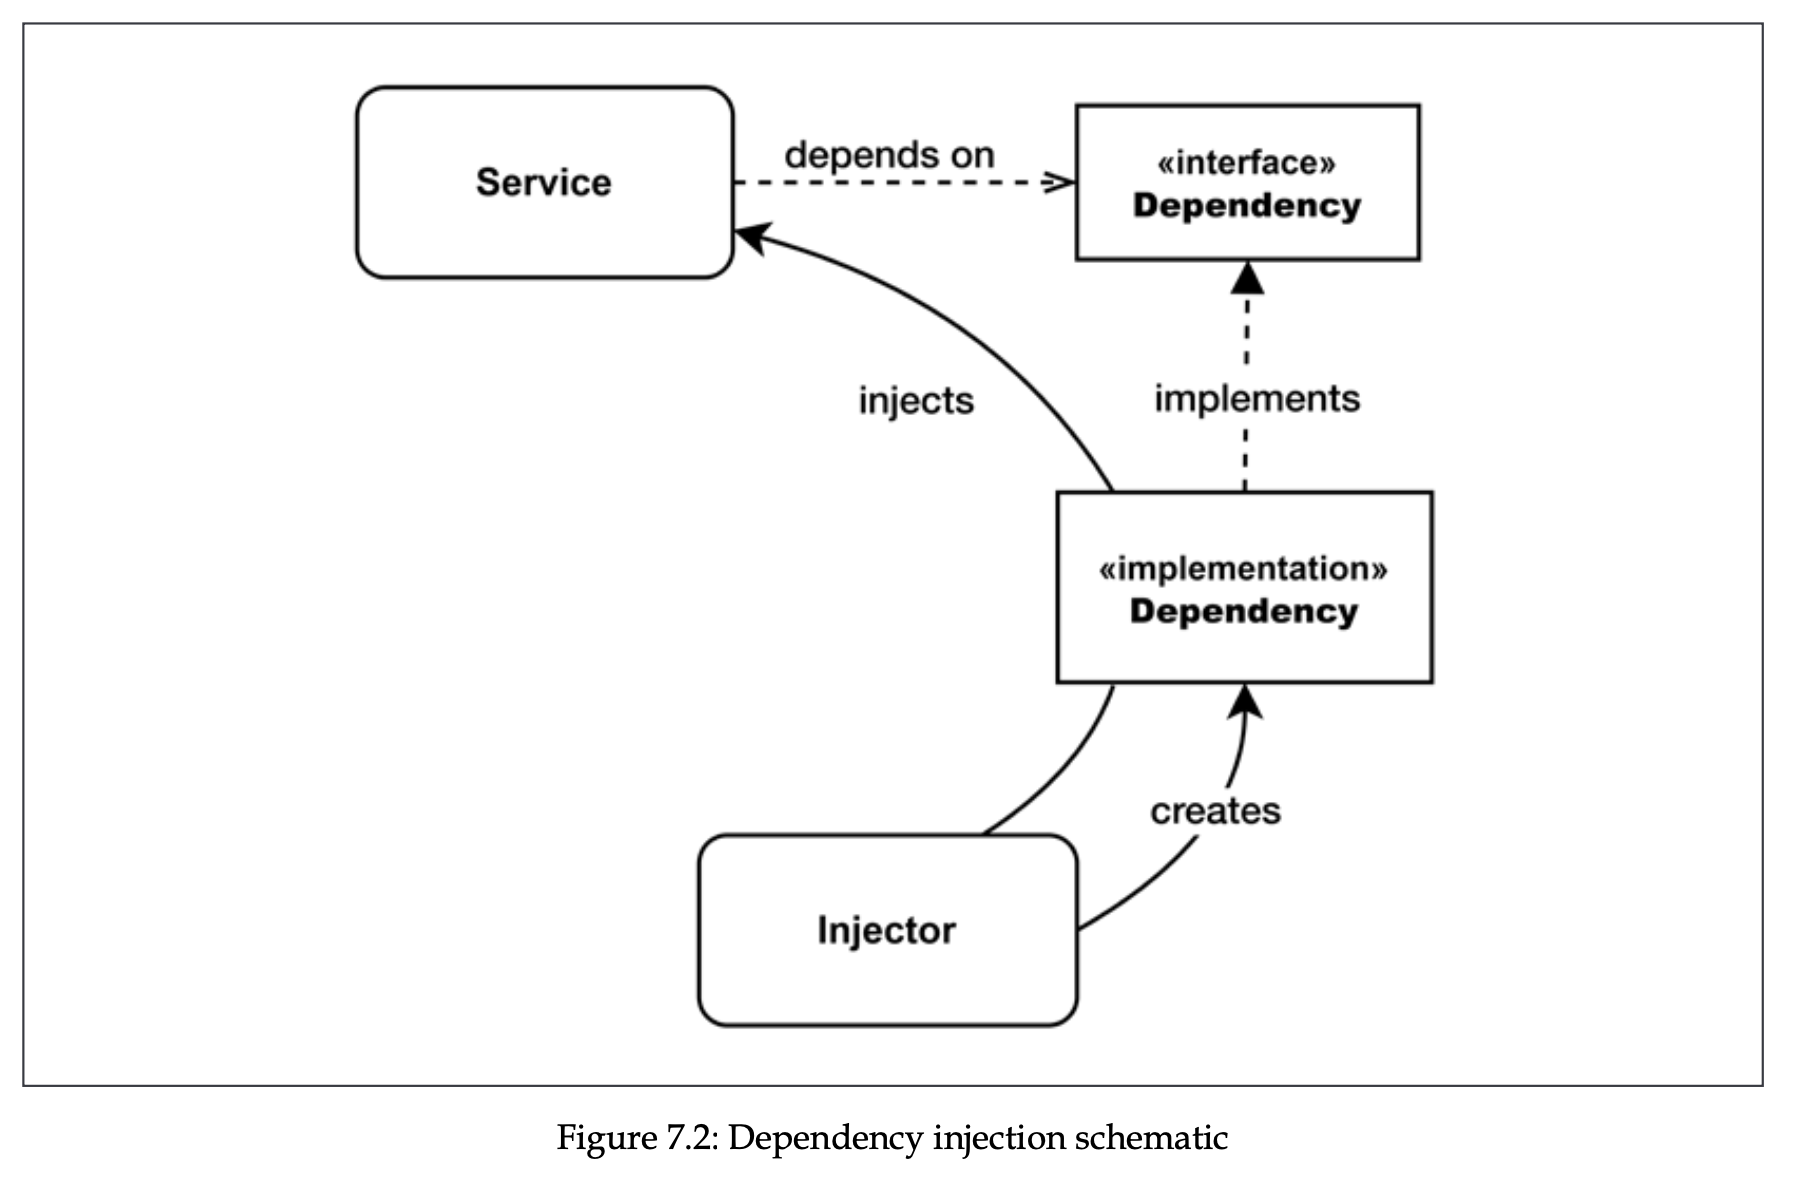 Service
depends on
«interface»
Dependency
injects
implements
«implementation»
Dependency
creates
Injector
Figure 7.2: Dependency injection schematic